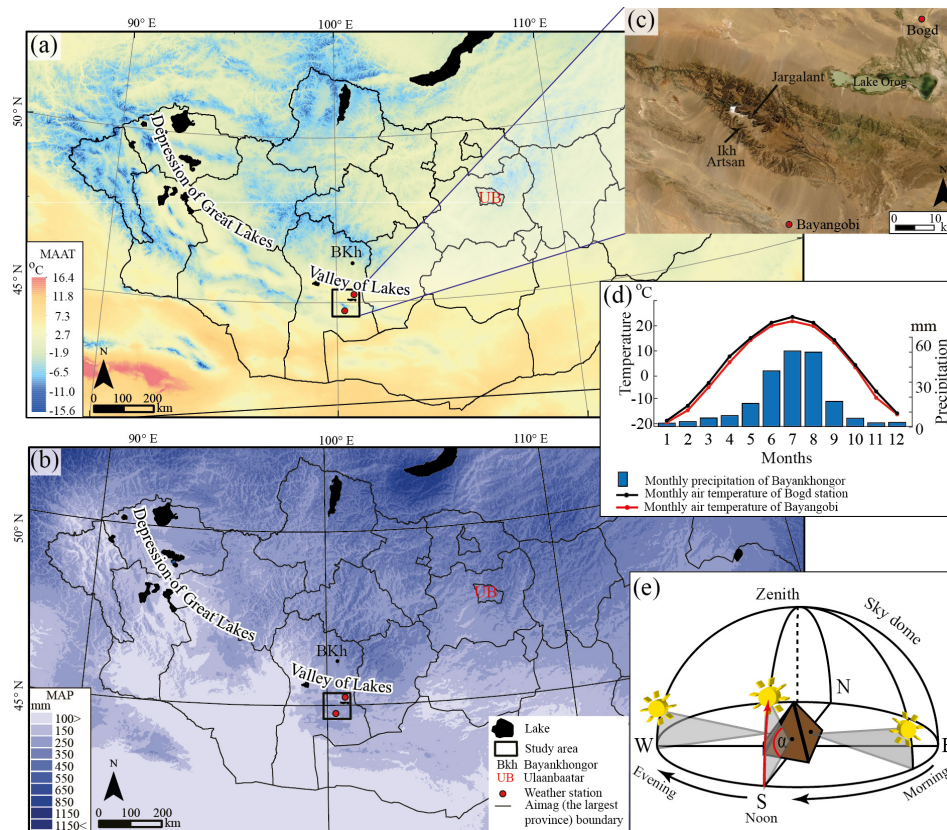 (a)
90° E
100° E
110° E
50° N
45° N
Depression of Great Lakes
UB
BKh
Valley of Lakes
MAAT
°C
16.4
11.8
7.3
2.7
-1.9
-6.5
-11.0
-15.6
N
0 100 200
km
(b)
90° E
100° E
110° E
50° N
45° N
Depression of Great Lakes
UB
BKh
Valley of Lakes
MAP
mm
100>
150
250
350
450
550
650
850
1150
1150<
N
0 100 200
km
Lake
Study area
BKh Bayankhongor
UB Ulaanbaatar
Weather station
Aimag (the largest
province) boundary
(c)
Bogd
Jargalant
Lake Orog
Ikh
Artsan
Bayangobi
0 10
k
(d)
°C
mm
Temperature
20
10
0
-10
-20
60
30
0
Precipitation
1 2 3 4 5 6 7 8 9 10 11 12
Months
Monthly precipitation of Bayankhongor
Monthly air temperature of Bogd station
Monthly air temperature of Bayangobi
(e)
Zenith
Sky dome
N
W
E
α
S
Evening
Noon
Morning